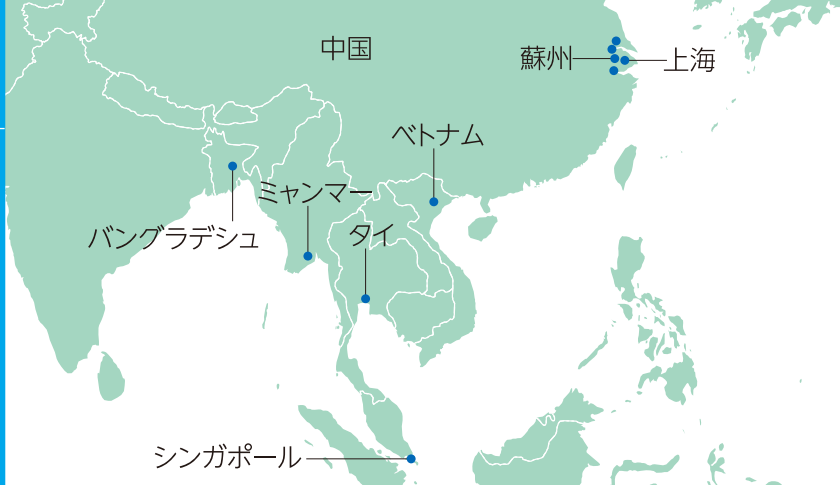 中国
蘇州
上海
ベトナム
ミャンマー
バングラデシュ
タイ
シンガポール